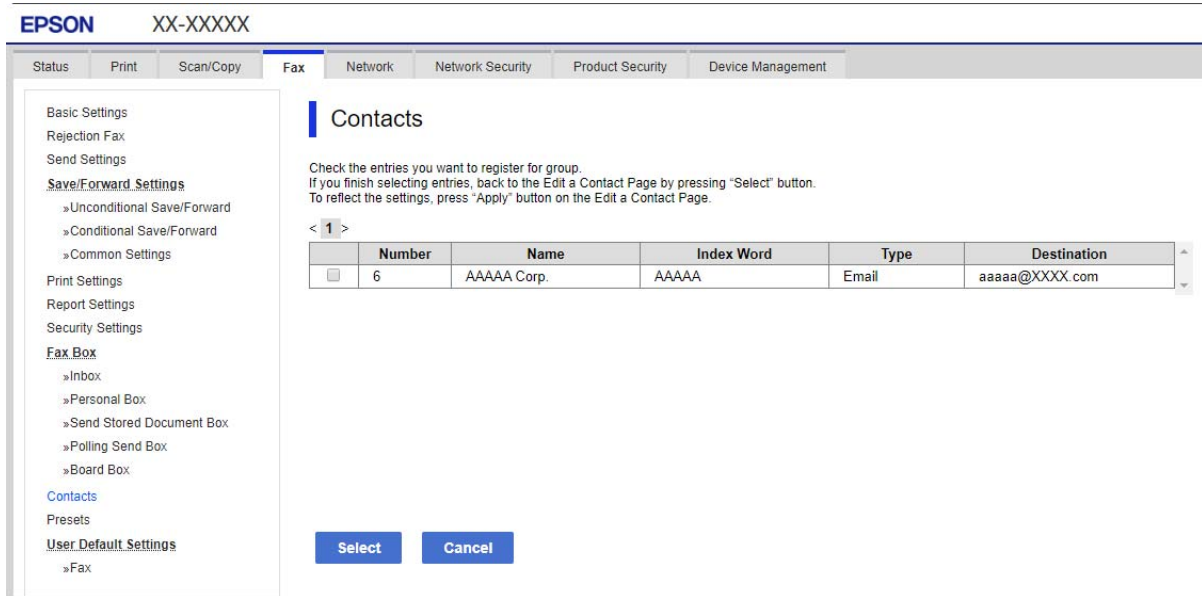 EPSON XX-XXXXX
Status Print Scan/Copy Fax Network Network Security Product Security Device Management
Basic Settings
Rejection Fax
Send Settings
Save/Forward Settings
»Unconditional Save/Forward
»Conditional Save/Forward
»Common Settings
Print Settings
Report Settings
Security Settings
Fax Box
»Inbox
»Personal Box
»Send Stored Document Box
»Polling Send Box
»Board Box
Contacts
Presets
User Default Settings
»Fax
Contacts
Check the entries you want to register for group.
If you finish selecting entries, back to the Edit a Contact Page by pressing “Select” button.
To reflect the settings, press “Apply” button on the Edit a Contact Page.
< 1 >
Number Name Index Word Type Destination
6 AAAAA Corp. AAAAA Email aaaaa@XXXX.com
Select Cancel